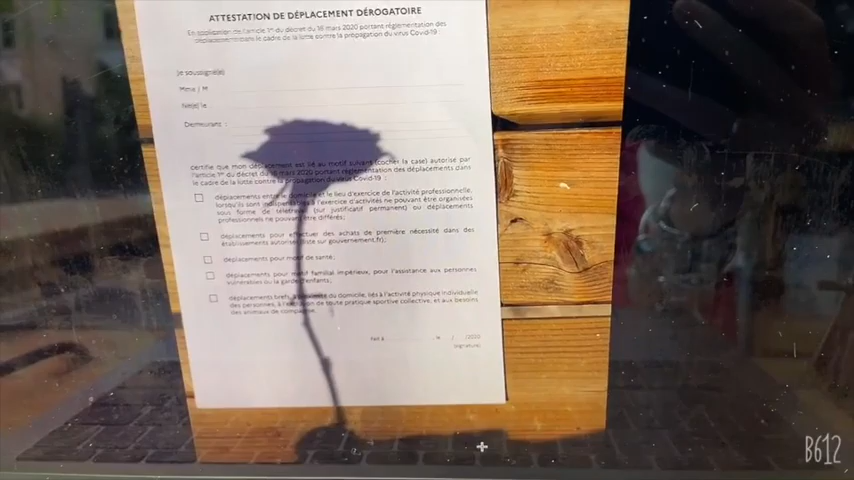 ATTESTATION DE DÉPLACEMENT DÉROGATOIRE
En application de l'article 1er du décret du 16 mars 2020 portant réglementation des
déplacements dans le cadre de la lutte contre la propagation du virus Covid-19
Je soussigné(e)
Mme / M
Né(e) le
Demeurant :
certifie que mon déplacement est lié au motif suivant (cocher la case) autorisé par
l'article 1er du décret du 16 mars 2020 portant réglementation des déplacements dans
le cadre de la lutte contre la propagation du virus Covid-19 :
déplacements entre le domicile et le lieu d'exercice de l'activité professionnelle,
lorsqu'ils sont indispensables à l'exercice d'activités ne pouvant être organisées
sous forme de télétravail (sur justificatif permanent) ou déplacements
professionnels ne pouvant être différés;
déplacements pour effectuer des achats de première nécessité dans des
établissements autorisés (liste sur gouvernement.fr);
déplacements pour motif de santé;
déplacements pour motif familial impérieux, pour l'assistance aux personnes
vulnérables ou la garde d'enfants;
déplacements brefs, à proximité du domicile, liés à l'activité physique individuelle
des personnes, à l'exclusion de toute pratique sportive collective, et aux besoins
des animaux de compagnie.
Fait à .................... le / /2020
(signature)
B612